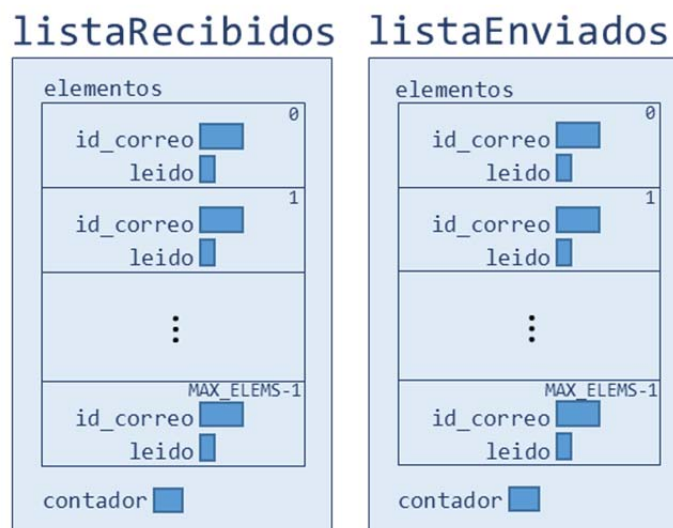 listaRecibidos
elementos
0
id_correo
leido
1
id_correo
leido
⋮
MAX_ELEMS-1
id_correo
leido
contador
listaEnviados
elementos
0
id_correo
leido
1
id_correo
leido
⋮
MAX_ELEMS-1
id_correo
leido
contador